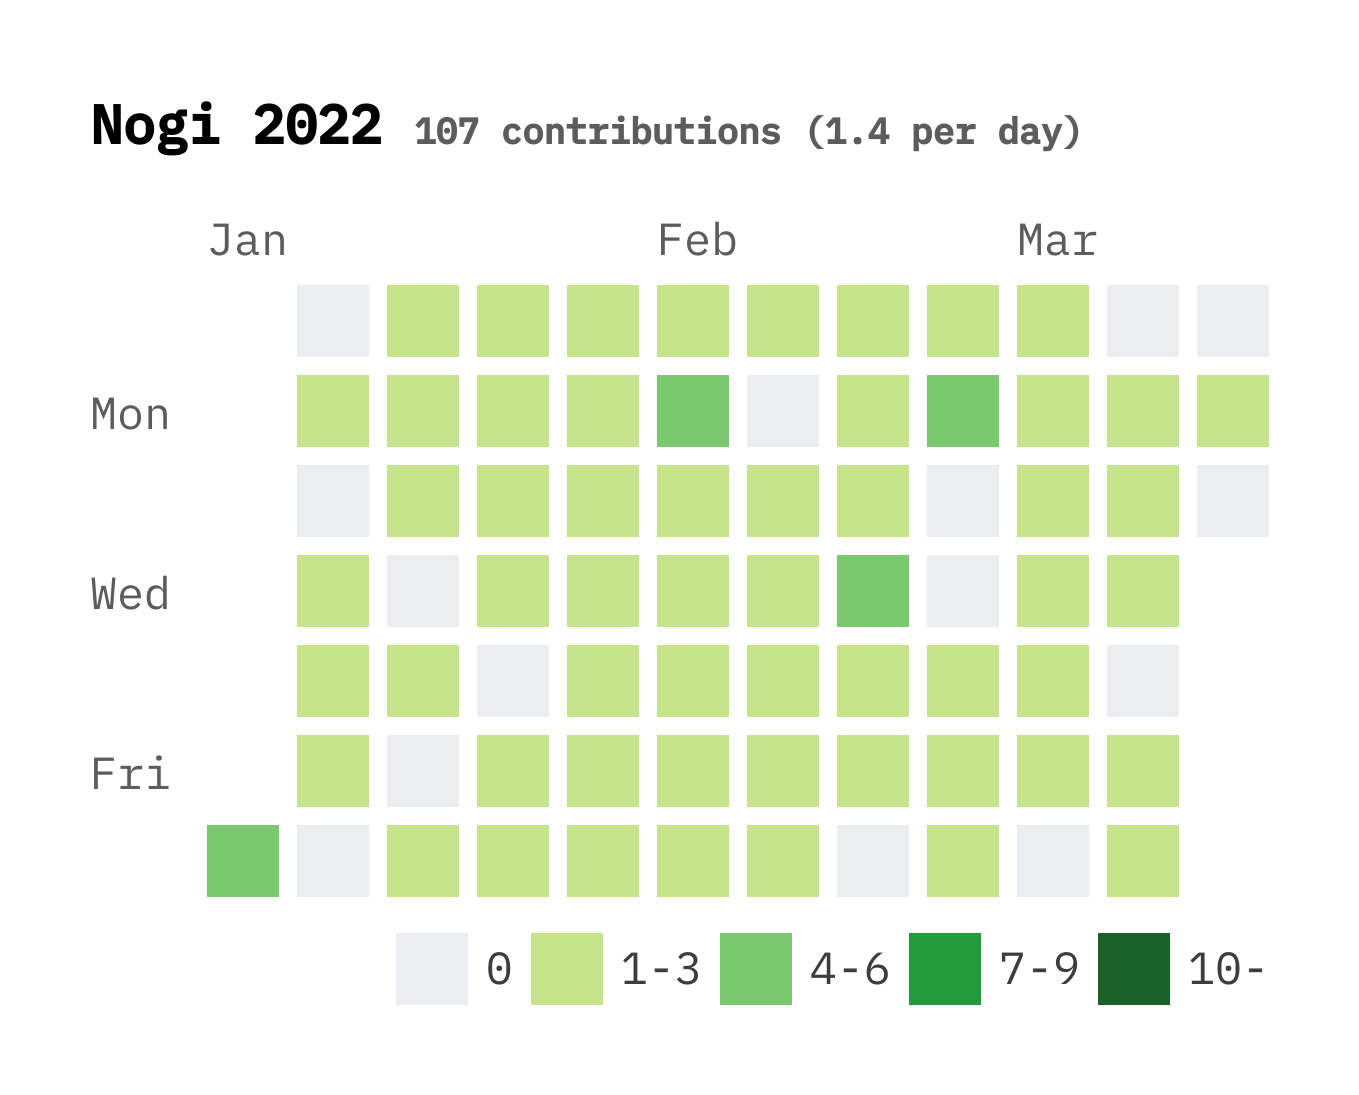 Nogi 2022 107 contributions (1.4 per day)
Jan Feb Mar
Mon
Wed
Fri
0 1-3 4-6 7-9 10-